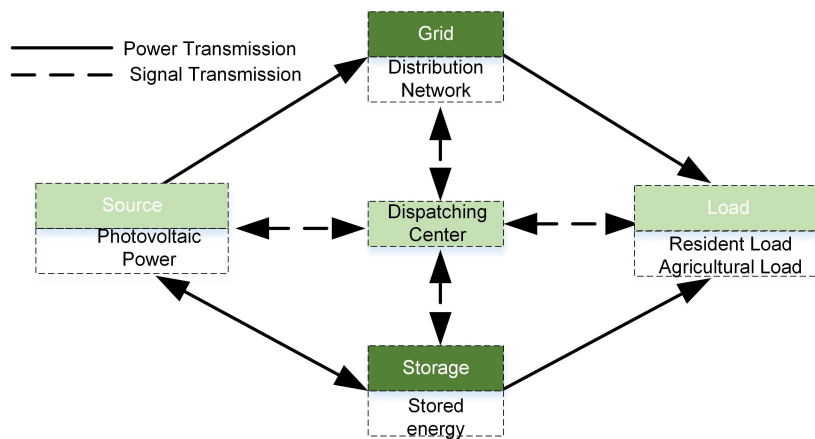 Grid
Power Transmission
Signal Transmission
Distribution
Network
Source
Photovoltaic
Power
Dispatching
Center
Load
Resident Load
Agricultural Load
Storage
Stored
energy